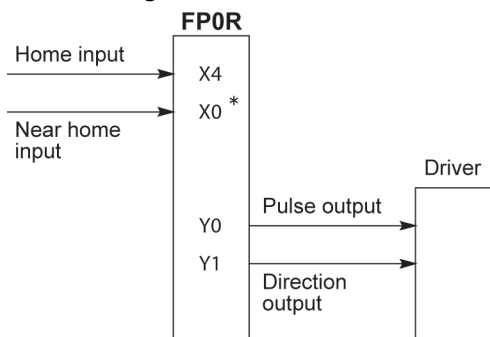 FP0R
Home input
X4
X0 *
Near home
input
Driver
Pulse output
Y0
Y1
Direction
output